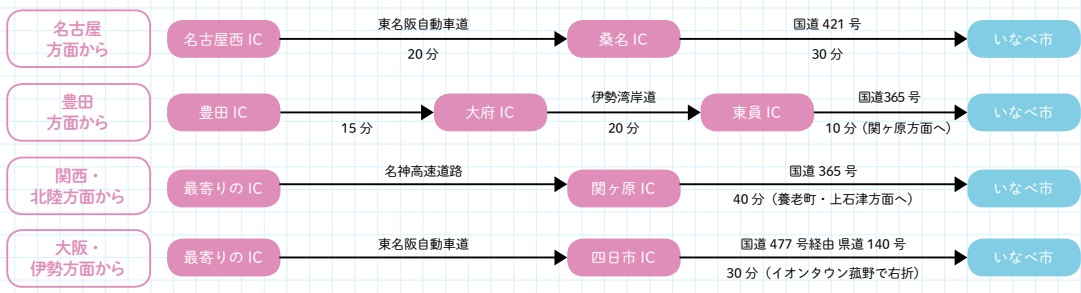 名古屋
方面から
名古屋西 IC
東名阪自動車道
20 分
桑名 IC
国道 421 号
30 分
いなべ市
豊田
方面から
豊田 IC
15 分
大府 IC
伊勢湾岸道
20 分
東員 IC
国道365 号
10 分（関ヶ原方面へ）
いなべ市
関西・
北陸方面から
最寄りの IC
名神高速道路
関ヶ原 IC
国道 365 号
40 分（養老町・上石津方面へ）
いなべ市
大阪・
伊勢方面から
最寄りの IC
東名阪自動車道
四日市 IC
国道 477 号経由 県道 140 号
30 分（イオンタウン菰野で右折）
いなべ市